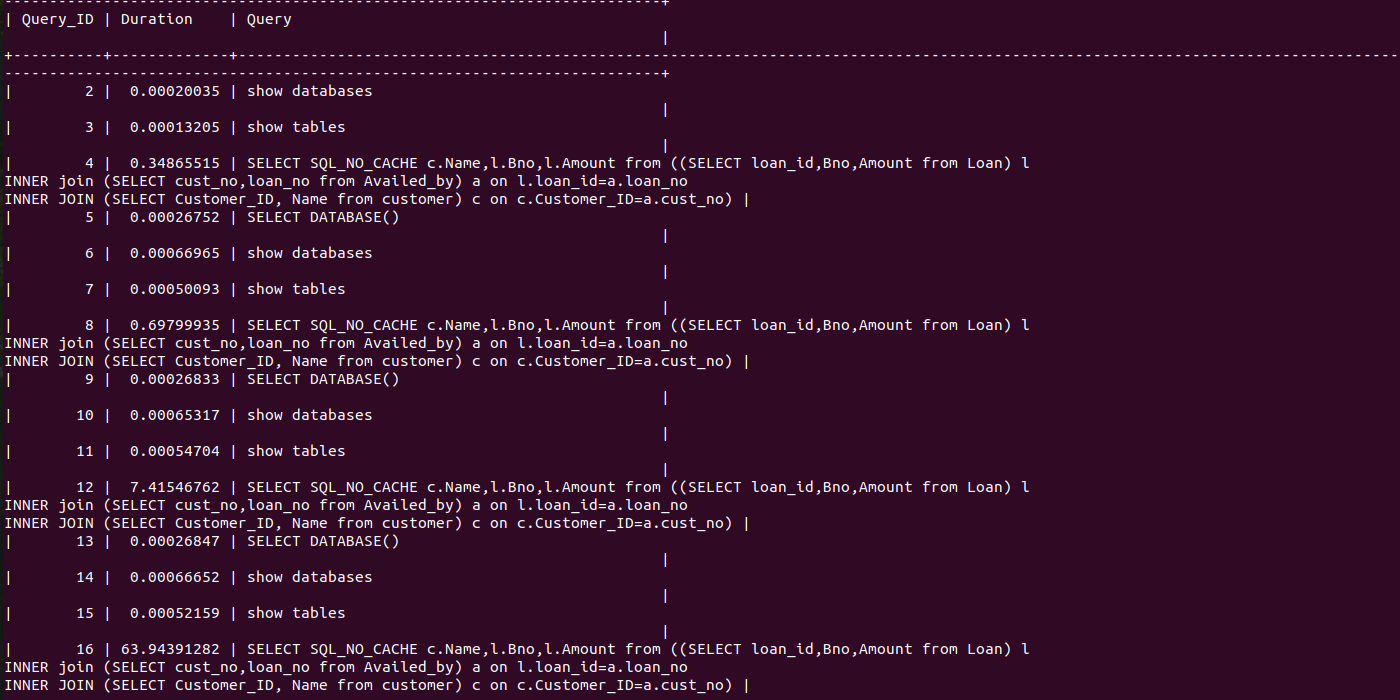 ---------------------------------------------------------------------------+
| Query_ID | Duration    | Query
                                                                         |
+----------+-------------+---------------------------------------------------------------------------------------------------------------------------------
-------------------------------------------------------------------------+
|        2 |  0.00020035 | show databases
                                                                         |
|        3 |  0.00013205 | show tables
                                                                         |
|        4 |  0.34865515 | SELECT SQL_NO_CACHE c.Name,l.Bno,l.Amount from ((SELECT loan_id,Bno,Amount from Loan) l
INNER join (SELECT cust_no,loan_no from Availed_by) a on l.loan_id=a.loan_no
INNER JOIN (SELECT Customer_ID, Name from customer) c on c.Customer_ID=a.cust_no) |
|        5 |  0.00026752 | SELECT DATABASE()
                                                                         |
|        6 |  0.00066965 | show databases
                                                                         |
|        7 |  0.00050093 | show tables
                                                                         |
|        8 |  0.69799935 | SELECT SQL_NO_CACHE c.Name,l.Bno,l.Amount from ((SELECT loan_id,Bno,Amount from Loan) l
INNER join (SELECT cust_no,loan_no from Availed_by) a on l.loan_id=a.loan_no
INNER JOIN (SELECT Customer_ID, Name from customer) c on c.Customer_ID=a.cust_no) |
|        9 |  0.00026833 | SELECT DATABASE()
                                                                         |
|       10 |  0.00065317 | show databases
                                                                         |
|       11 |  0.00054704 | show tables
                                                                         |
|       12 |  7.41546762 | SELECT SQL_NO_CACHE c.Name,l.Bno,l.Amount from ((SELECT loan_id,Bno,Amount from Loan) l
INNER join (SELECT cust_no,loan_no from Availed_by) a on l.loan_id=a.loan_no
INNER JOIN (SELECT Customer_ID, Name from customer) c on c.Customer_ID=a.cust_no) |
|       13 |  0.00026847 | SELECT DATABASE()
                                                                         |
|       14 |  0.00066652 | show databases
                                                                         |
|       15 |  0.00052159 | show tables
                                                                         |
|       16 | 63.94391282 | SELECT SQL_NO_CACHE c.Name,l.Bno,l.Amount from ((SELECT loan_id,Bno,Amount from Loan) l
INNER join (SELECT cust_no,loan_no from Availed_by) a on l.loan_id=a.loan_no
INNER JOIN (SELECT Customer_ID, Name from customer) c on c.Customer_ID=a.cust_no) |